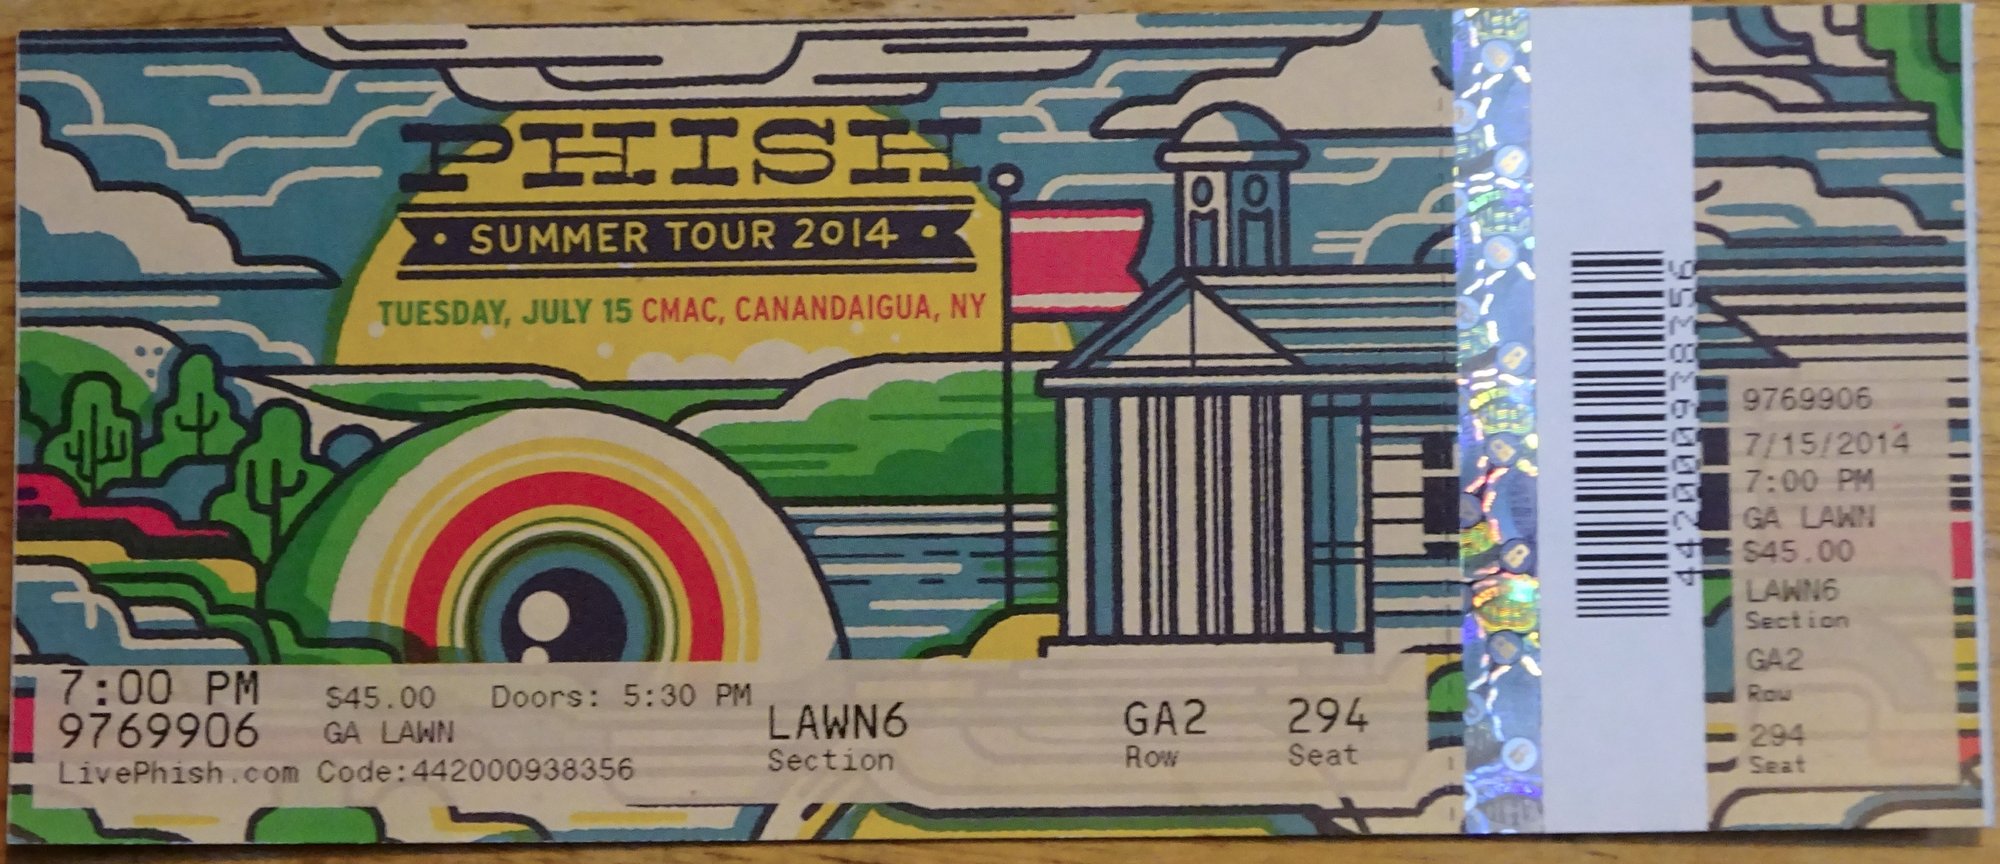 PHISH
• SUMMER TOUR 2014 •
TUESDAY, JULY 15 CMAC, CANANDAIGUA, NY
7:00 PM
9769906
$45.00 Doors: 5:30 PM
GA LAWN
LivePhish.com Code:442000938356
LAWN6
Section
GA2
Row
294
Seat
442000938356
9769906
7/15/2014
7:00 PM
GA LAWN
$45.00
LAWN6
Section
GA2
Row
294
Seat